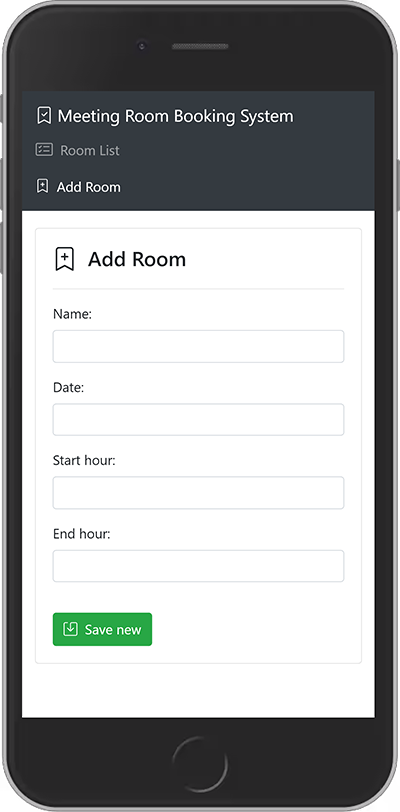 Meeting Room Booking System
Room List
Add Room
Add Room
Name:
Date:
Start hour:
End hour:
Save new